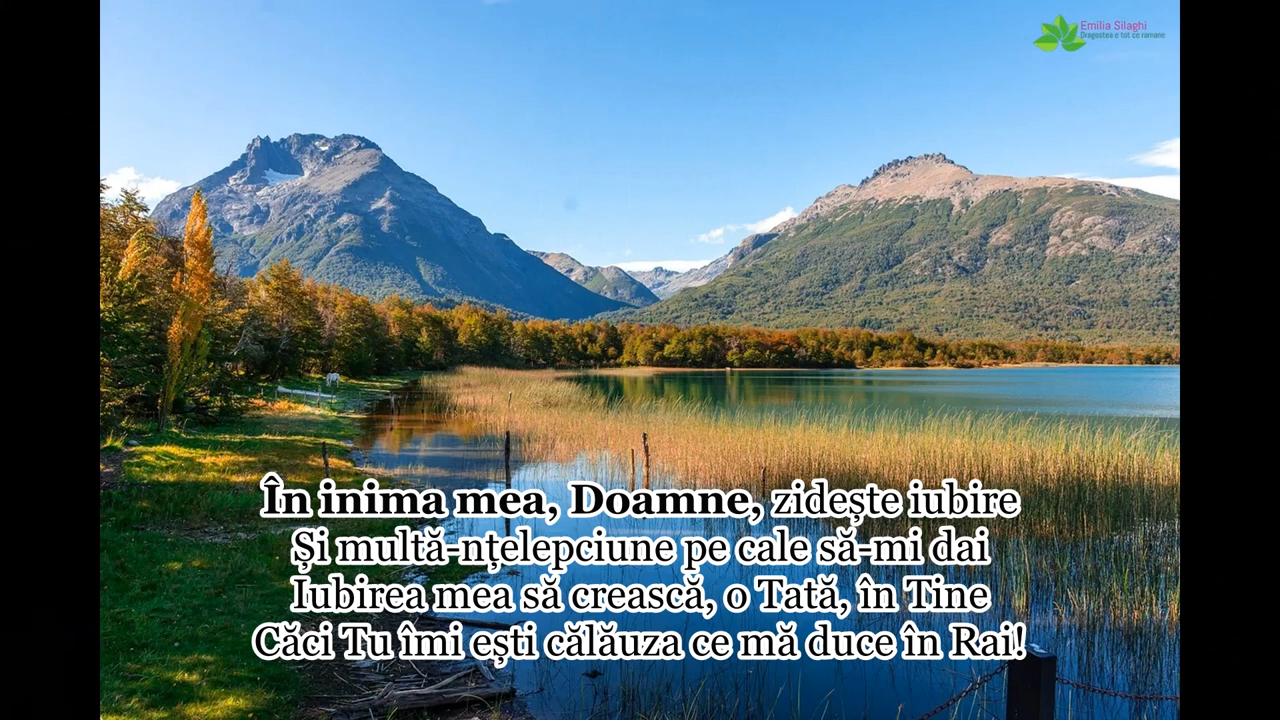 Emilia Silaghi
Dragostea e tot ce ramane
În inima mea, Doamne, zidește iubire
Și multă-nțelepciune pe cale să-mi dai
Iubirea mea să crească, o Tată, în Tine
Căci Tu îmi ești călăuza ce mă duce în Rai!